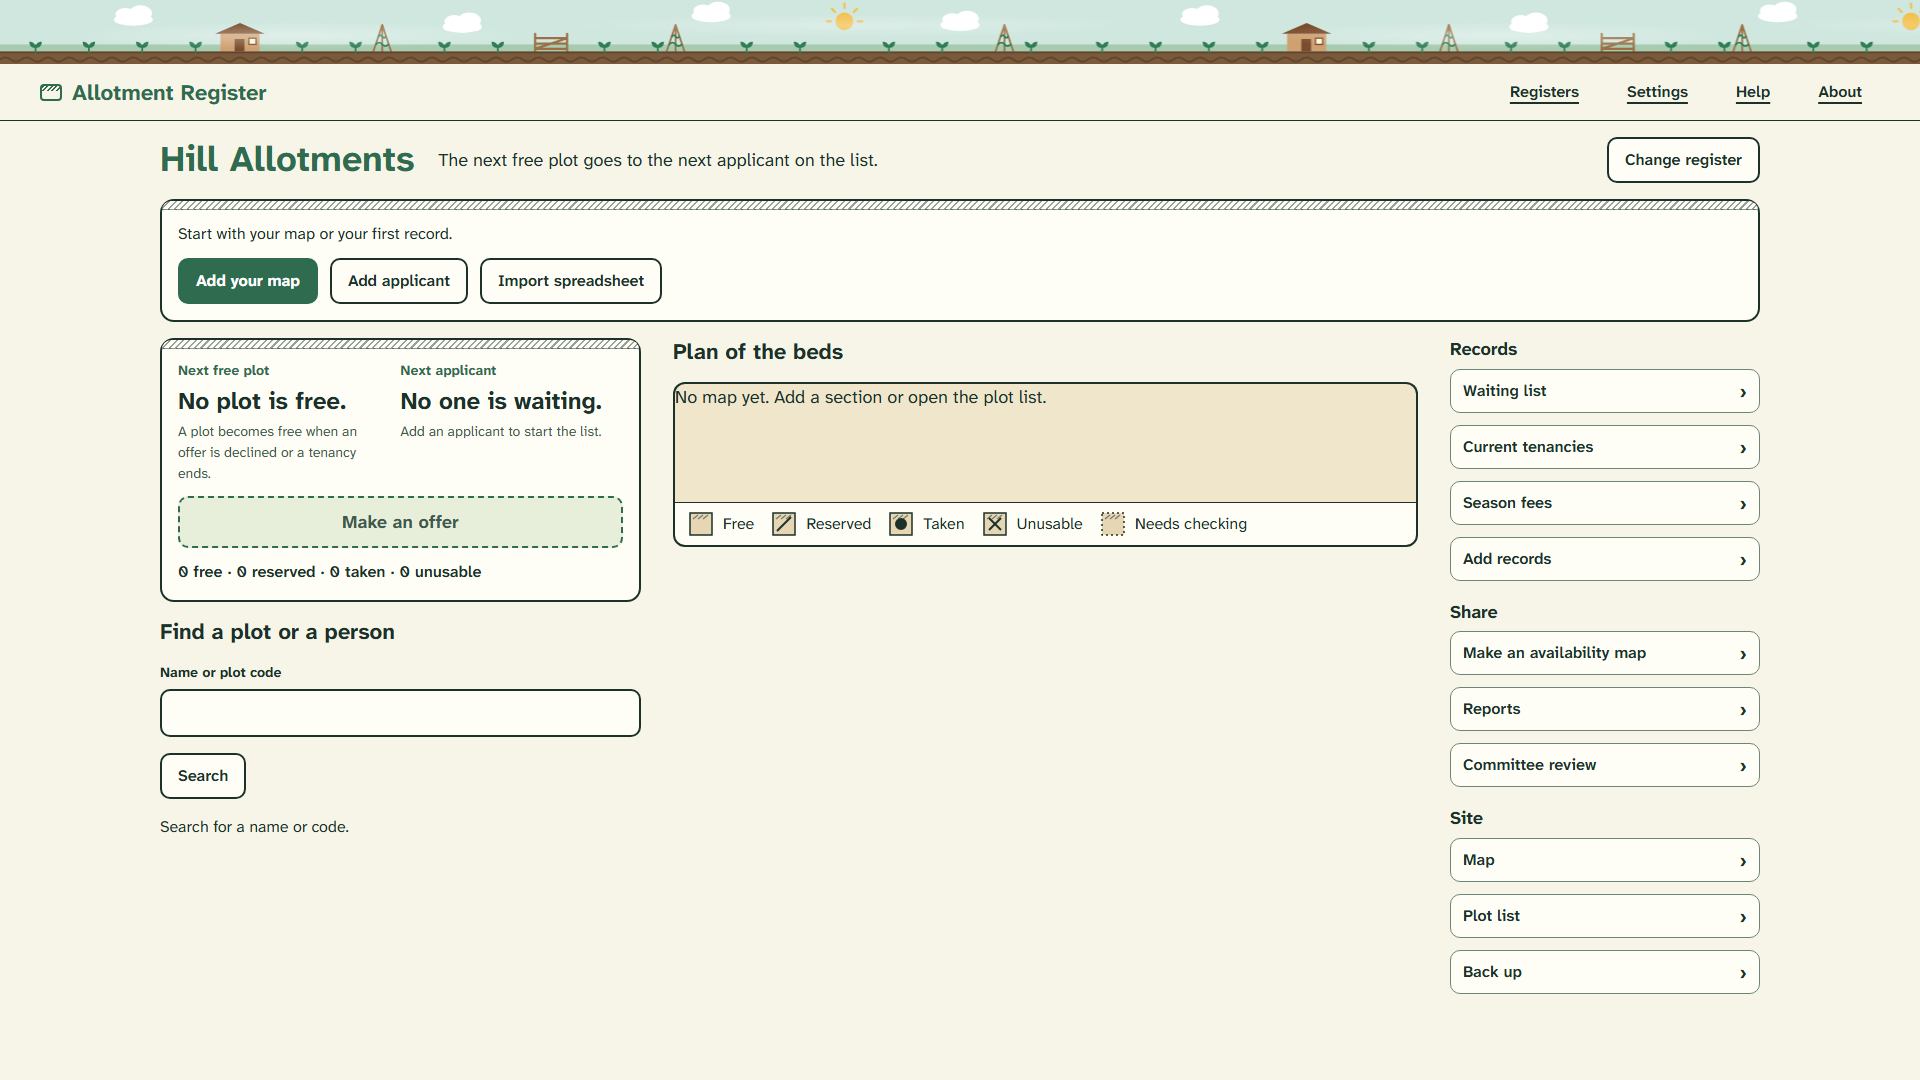 Allotment Register
Registers
Settings
Help
About
Hill Allotments
The next free plot goes to the next applicant on the list.
Change register
Start with your map or your first record.
Add your map
Add applicant
Import spreadsheet
Next free plot
No plot is free.
A plot becomes free when an
offer is declined or a tenancy
ends.
Next applicant
No one is waiting.
Add an applicant to start the list.
Make an offer
0 free · 0 reserved · 0 taken · 0 unusable
Find a plot or a person
Name or plot code
Search
Search for a name or code.
Plan of the beds
No map yet. Add a section or open the plot list.
Free
Reserved
Taken
Unusable
Needs checking
Records
Waiting list
Current tenancies
Season fees
Add records
Share
Make an availability map
Reports
Committee review
Site
Map
Plot list
Back up